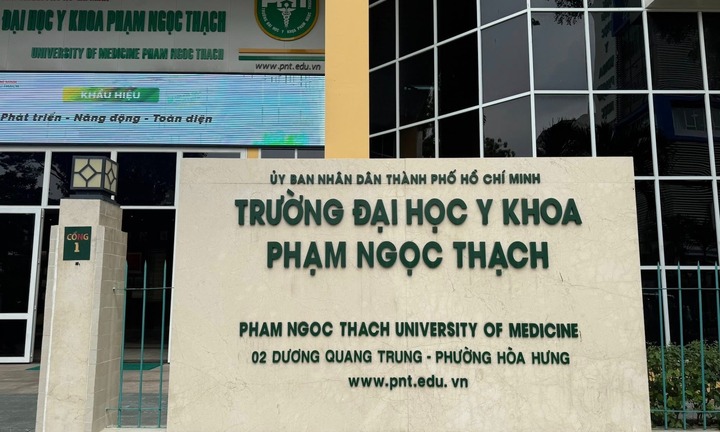 ĐẠI HỌC Y KHOA PHẠM NGỌC THẠCH
UNIVERSITY OF MEDICINE PHAM NGOC THACH
www.pnt.edu.vn
KHẨU HIỆU
Phát triển - Năng động - Toàn diện
CỔNG
1
ỦY BAN NHÂN DÂN THÀNH PHỐ HỒ CHÍ MINH
TRƯỜNG ĐẠI HỌC Y KHOA
PHẠM NGỌC THẠCH
PHAM NGOC THACH UNIVERSITY OF MEDICINE
02 DƯƠNG QUANG TRUNG - PHƯỜNG HÒA HƯNG
www.pnt.edu.vn